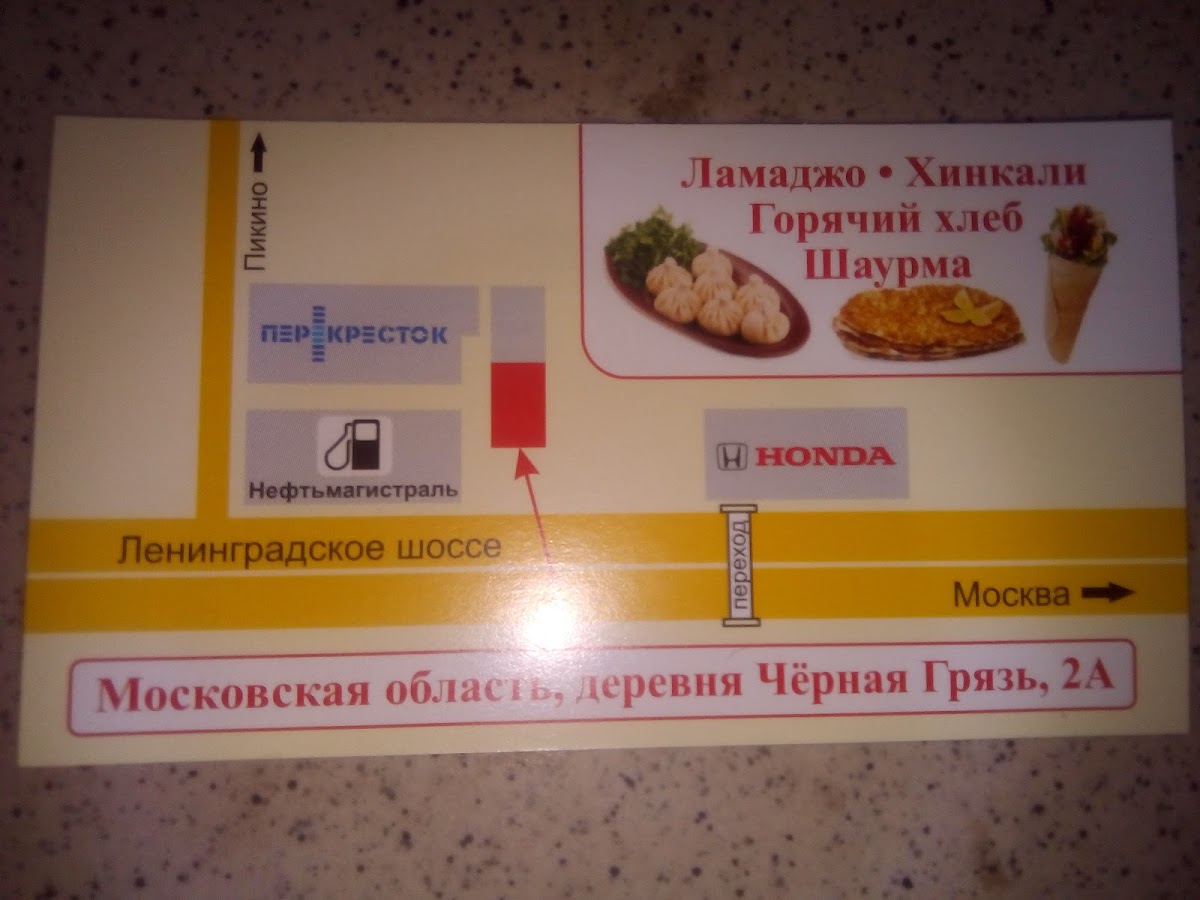 Ламаджо • Хинкали
Горячий хлеб
Шаурма
Пикино
ПЕРЕКРЕСТОК
Нефтьмагистраль
HONDA
Ленинградское шоссе
переход
Москва
Московская область, деревня Чёрная Грязь, 2А